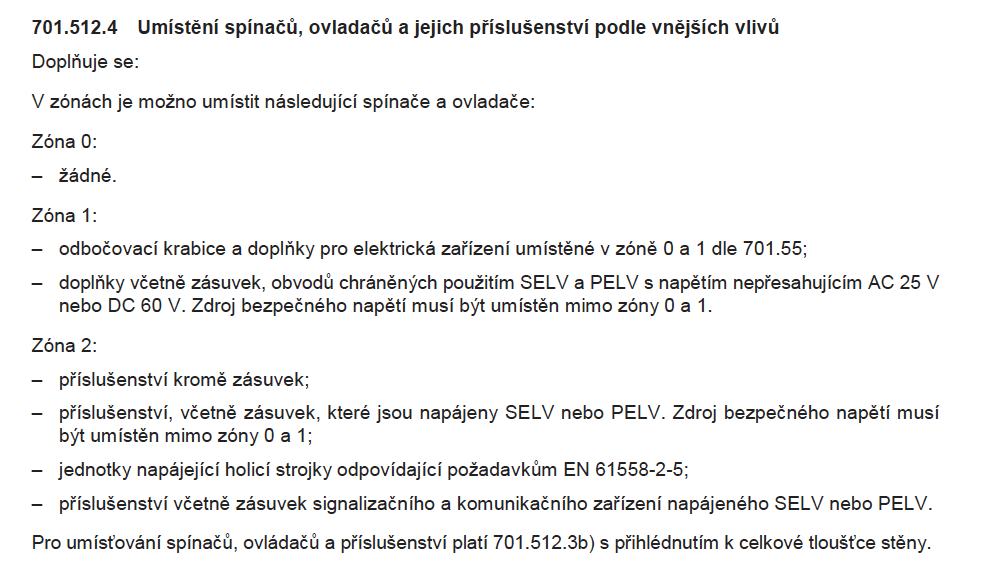 701.512.4 Umístění spínačů, ovladačů a jejich příslušenství podle vnějších vlivů
Doplňuje se:
V zónách je možno umístit následující spínače a ovladače:
Zóna 0:
– žádné.
Zóna 1:
– odbočovací krabice a doplňky pro elektrická zařízení umístěné v zóně 0 a 1 dle 701.55;
– doplňky včetně zásuvek, obvodů chráněných použitím SELV a PELV s napětím nepřesahujícím AC 25 V
nebo DC 60 V. Zdroj bezpečného napětí musí být umístěn mimo zóny 0 a 1.
Zóna 2:
– příslušenství kromě zásuvek;
– příslušenství, včetně zásuvek, které jsou napájeny SELV nebo PELV. Zdroj bezpečného napětí musí
být umístěn mimo zóny 0 a 1;
– jednotky napájející holicí strojky odpovídající požadavkům EN 61558-2-5;
– příslušenství včetně zásuvek signalizačního a komunikačního zařízení napájeného SELV nebo PELV.
Pro umísťování spínačů, ovládačů a příslušenství platí 701.512.3b) s přihlédnutím k celkové tloušťce stěny.